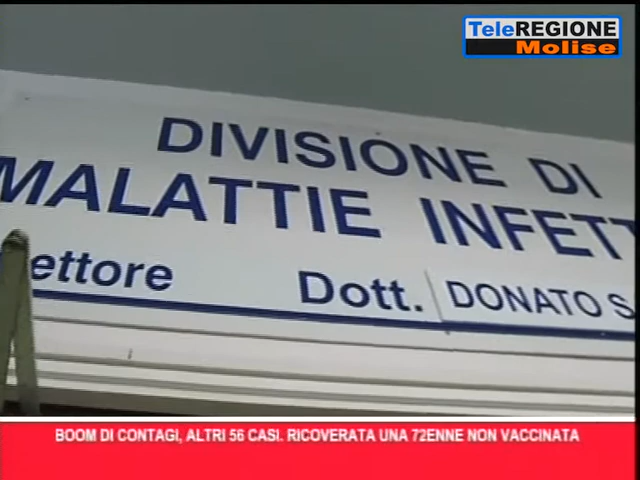 TeleREGIONE
Molise
DIVISIONE DI
MALATTIE INFETT
ettore Dott. DONATO S
BOOM DI CONTAGI, ALTRI 56 CASI. RICOVERATA UNA 72ENNE NON VACCINATA